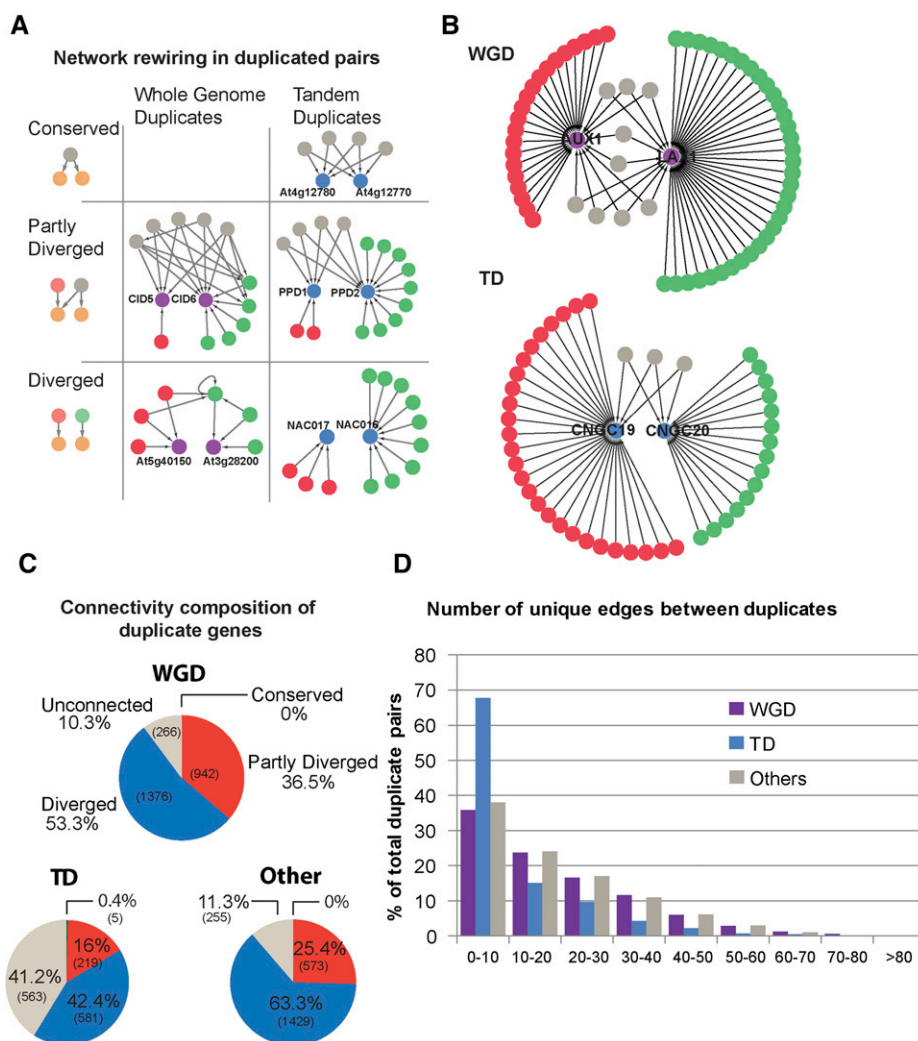 A
Network rewiring in duplicated pairs
Whole Genome
Duplicates
Tandem
Duplicates
Conserved
At4g12780
At4g12770
Partly
Diverged
CID5
CID6
PPD1
PPD2
Diverged
At5g40150
At3g28200
NAC017
NAC016
B
WGD
AUX1
TD
CNGC19
CNGC20
C
Connectivity composition of
duplicate genes
WGD
Unconnected
10.3%
(266)
Conserved
0%
(942)
Partly Diverged
36.5%
(1376)
Diverged
53.3%
TD
0.4%
(5)
16%
(219)
41.2%
(563)
42.4%
(581)
Other
11.3%
(255)
0%
25.4%
(573)
63.3%
(1429)
D
Number of unique edges between duplicates
% of total duplicate pairs
80
70
60
50
40
30
20
10
0
WGD
TD
Others
0-10
10-20
20-30
30-40
40-50
50-60
60-70
70-80
>80